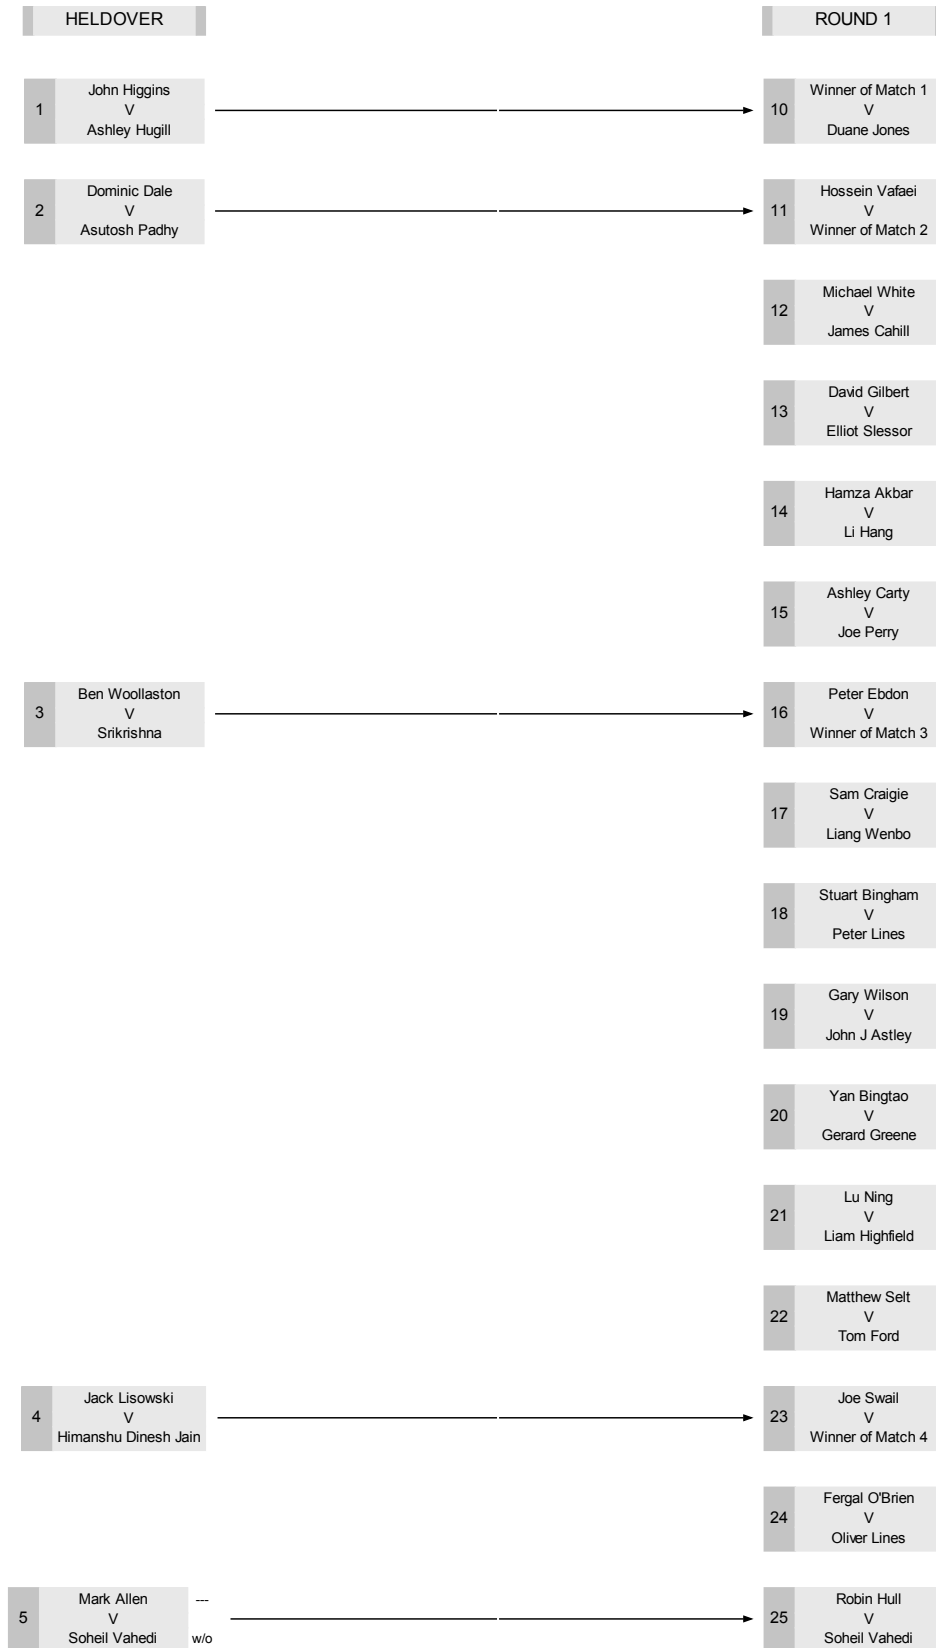 HELDOVER
ROUND 1
1
John Higgins
V
Ashley Hugill
10
Winner of Match 1
V
Duane Jones
2
Dominic Dale
V
Asutosh Padhy
11
Hossein Vafaei
V
Winner of Match 2
12
Michael White
V
James Cahill
13
David Gilbert
V
Elliot Slessor
14
Hamza Akbar
V
Li Hang
15
Ashley Carty
V
Joe Perry
3
Ben Woollaston
V
Srikrishna
16
Peter Ebdon
V
Winner of Match 3
17
Sam Craigie
V
Liang Wenbo
18
Stuart Bingham
V
Peter Lines
19
Gary Wilson
V
John J Astley
20
Yan Bingtao
V
Gerard Greene
21
Lu Ning
V
Liam Highfield
22
Matthew Selt
V
Tom Ford
4
Jack Lisowski
V
Himanshu Dinesh Jain
23
Joe Swail
V
Winner of Match 4
24
Fergal O'Brien
V
Oliver Lines
5
Mark Allen ---
V
Soheil Vahedi w/o
25
Robin Hull
V
Soheil Vahedi